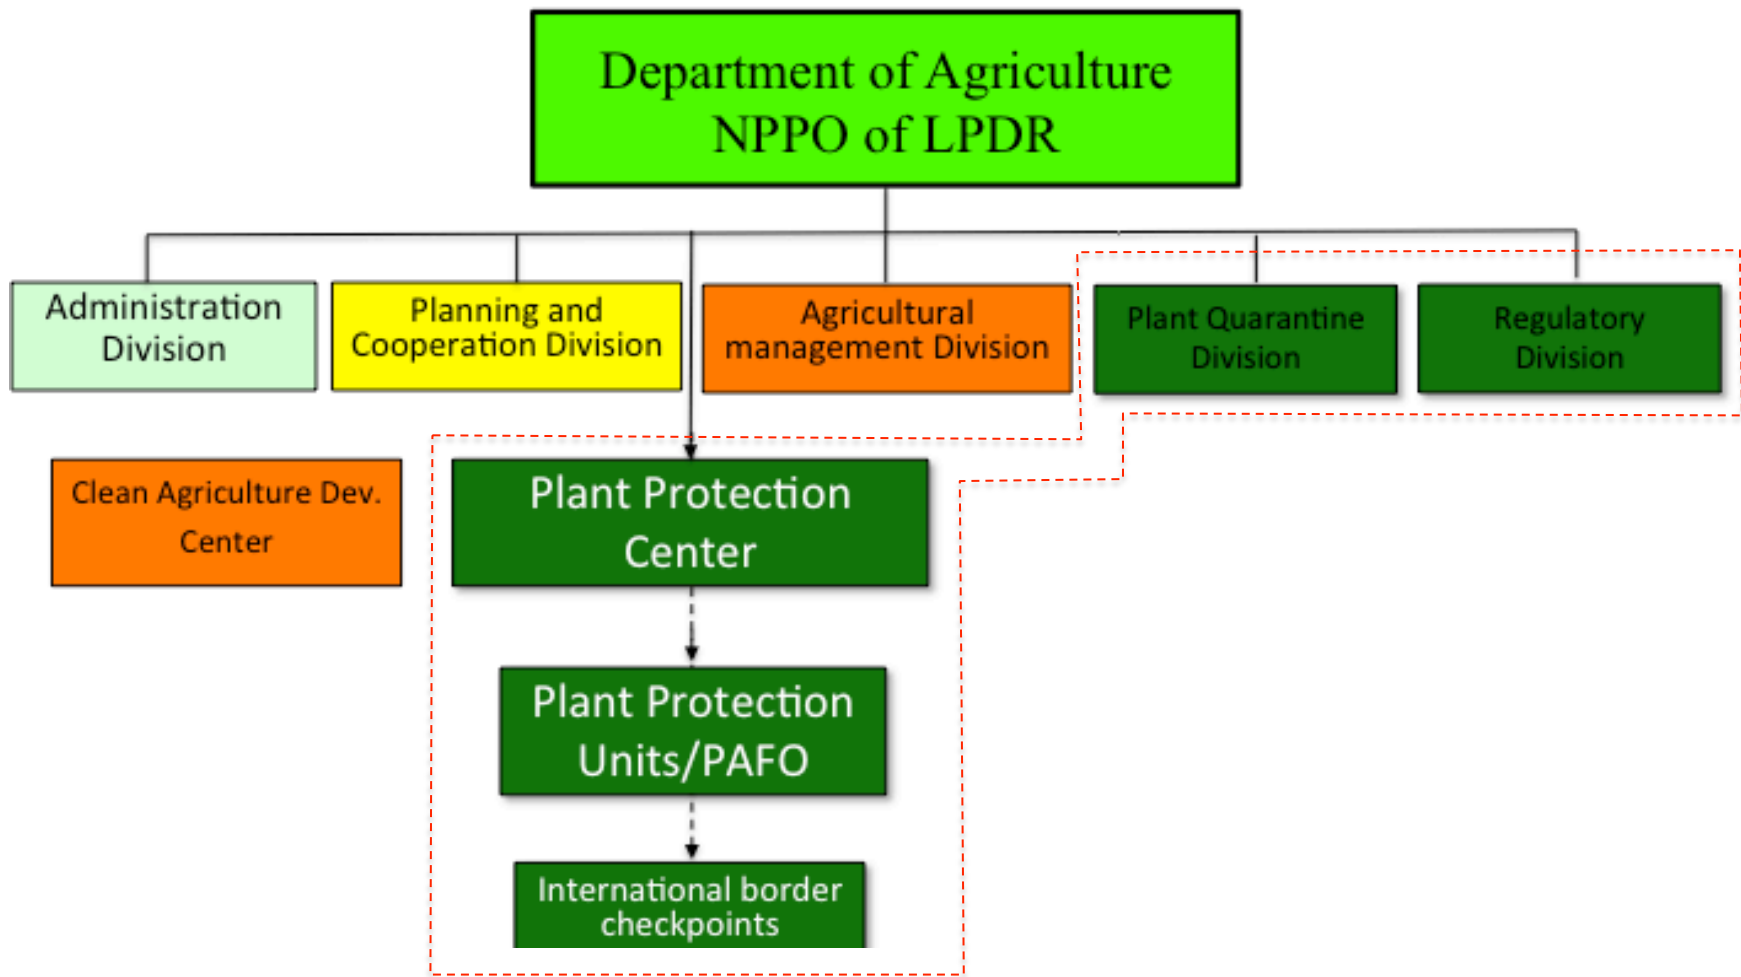 Department of Agriculture
NPPO of LPDR
Administration
Division
Planning and
Cooperation Division
Agricultural
management Division
Plant Quarantine
Division
Regulatory
Division
Clean Agriculture Dev.
Center
Plant Protection
Center
Plant Protection
Units/PAFO
International border
checkpoints